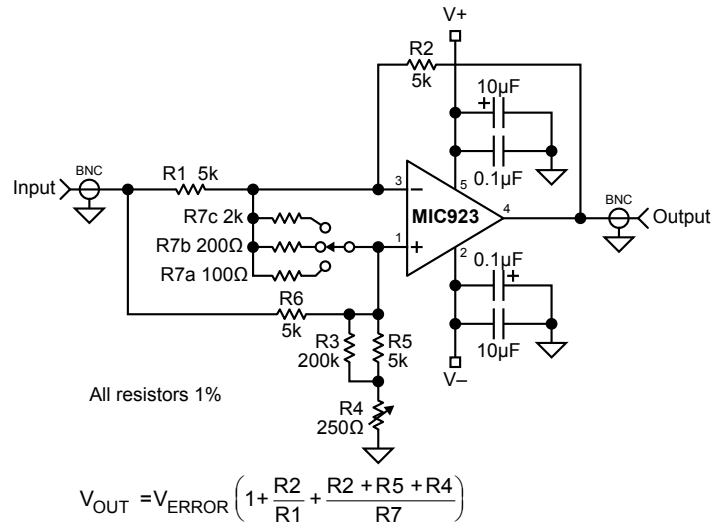 V+
R2
5k
10µF
+
0.1µF
BNC
R1 5k
Input
3
−
5
MIC923
4
BNC
Output
R7c 2k
R7b 200Ω
R7a 100Ω
1
+
2
0.1µF
+
10µF
R6
5k
R3
200k
R5
5k
V–
All resistors 1%
R4
250Ω
V_OUT = V_ERROR (1 + R2/R1 + (R2 + R5 + R4)/R7)